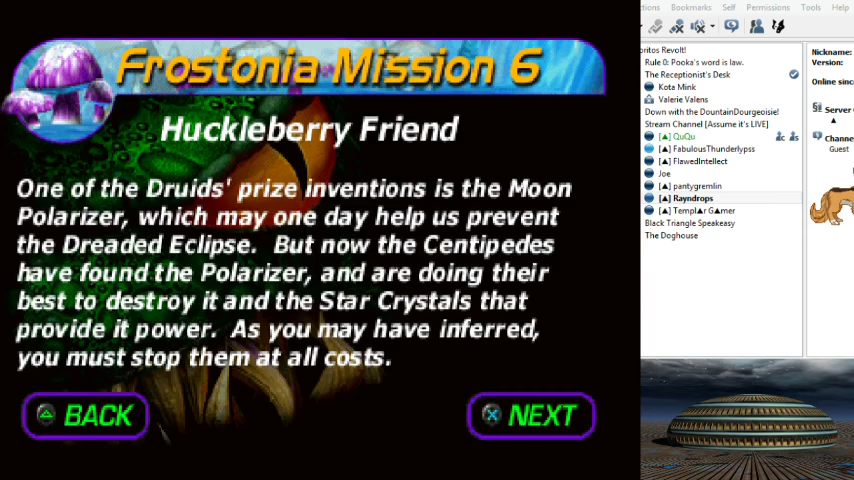 Frostonia Mission 6
Huckleberry Friend
One of the Druids' prize inventions is the Moon
Polarizer, which may one day help us prevent
the Dreaded Eclipse. But now the Centipedes
have found the Polarizer, and are doing their
best to destroy it and the Star Crystals that
provide it power. As you may have inferred,
you must stop them at all costs.
BACK
NEXT
Bookmarks Self Permissions Tools Help
oritos Revolt!
Rule 0: Pooka's word is law.
The Receptionist's Desk
Kota Mink
Valerie Valens
Down with the DountainDourgeoisie!
Stream Channel [Assume it's LIVE]
[▲] QuQu
[▲] FabulousThunderlypss
[▲] FlawedIntellect
Joe
[▲] pantygremlin
[▲] Rayndrops
[▲] Templ▲r G▲mer
Black Triangle Speakeasy
The Doghouse
Nickname:
Version:
Online sinc
Server
Channe
Guest